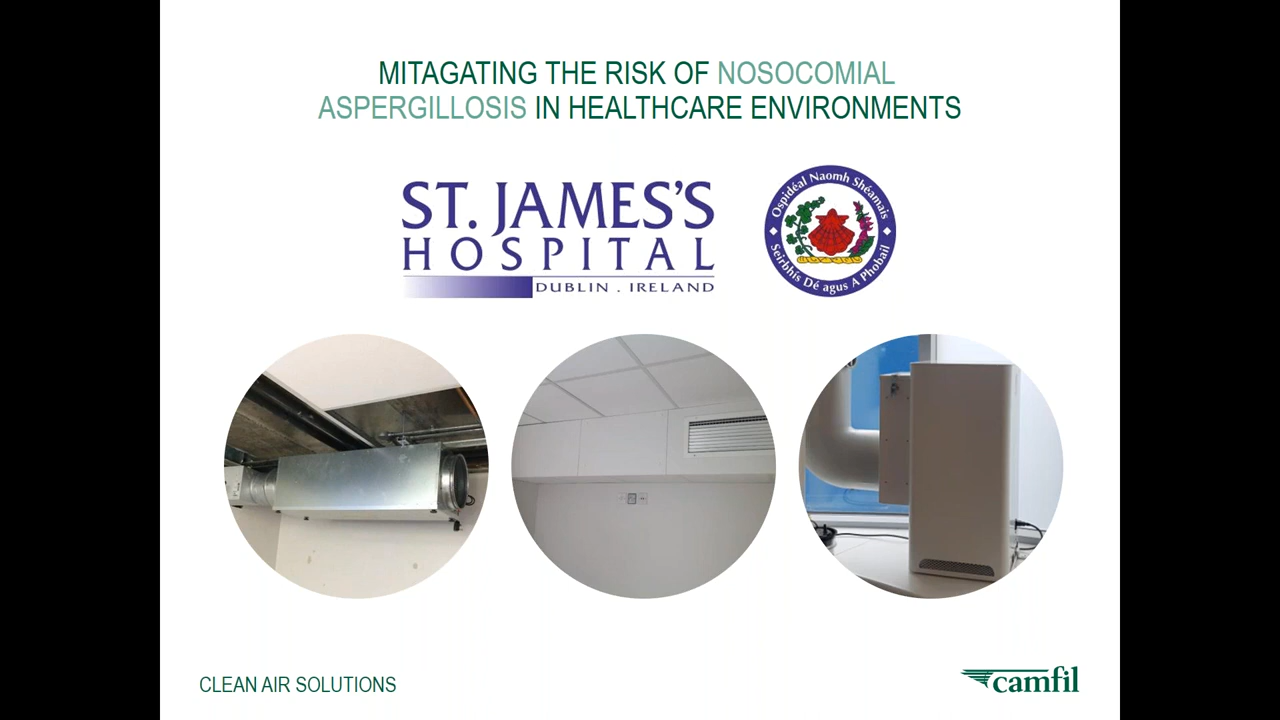 MITAGATING THE RISK OF NOSOCOMIAL
ASPERGILLOSIS IN HEALTHCARE ENVIRONMENTS
ST. JAMES'S
HOSPITAL
DUBLIN . IRELAND
Ospidéal Naomh Shéamais
Seirbhís Dé agus A Phobail
CLEAN AIR SOLUTIONS
camfil